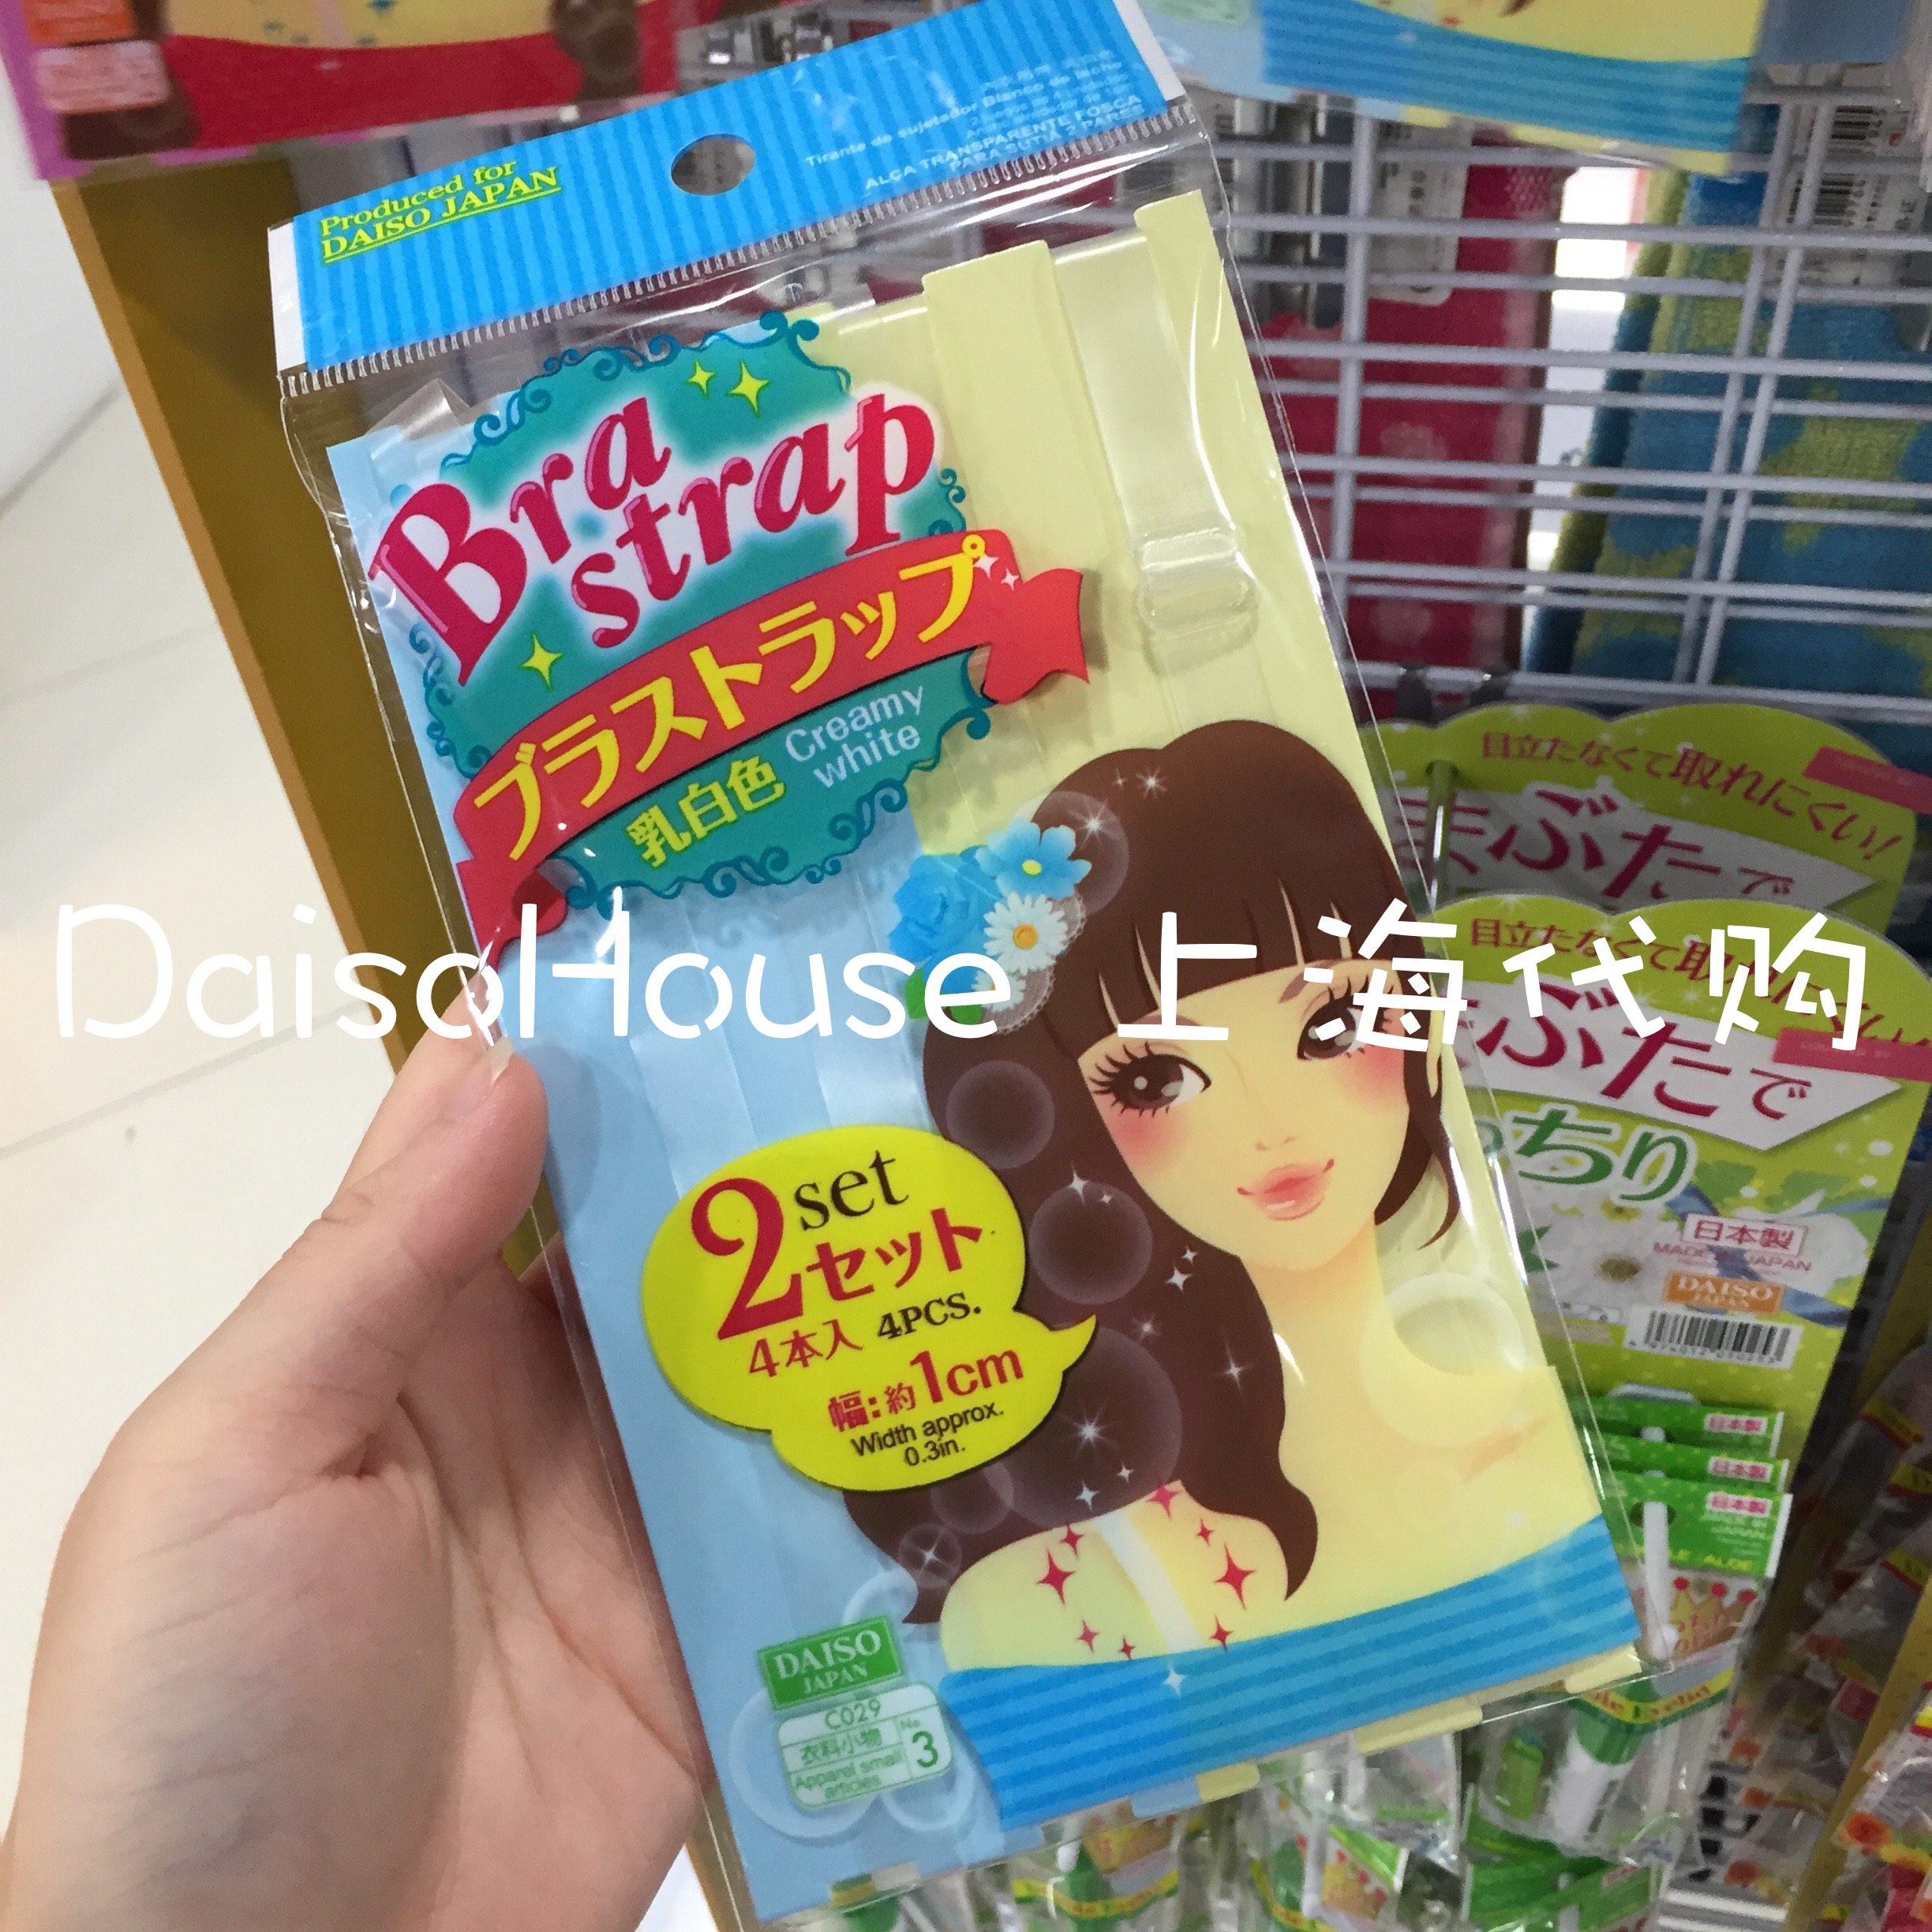 Produced for
DAISO JAPAN
Tirante de sujetador Blanco de leche
ALÇA TRANSPARENTE FOSCA
PARA SUTIÃ 2 PARES
Bra
strap
ブラストラップ
乳白色
Creamy
white
DaisoHouse 上海代购
2set
2セット
4本入 4PCS.
幅:約1cm
Width approx.
0.3in.
DAISO
JAPAN
C029
衣料小物
Apparel small
articles
No
3
目立たなくて取れにくい!
まぶたで
目立たなくて取れにくい
まぶたで
っちり
日本製
MADE IN JAPAN
DAISO
JAPAN
日本製
日本製
日本製